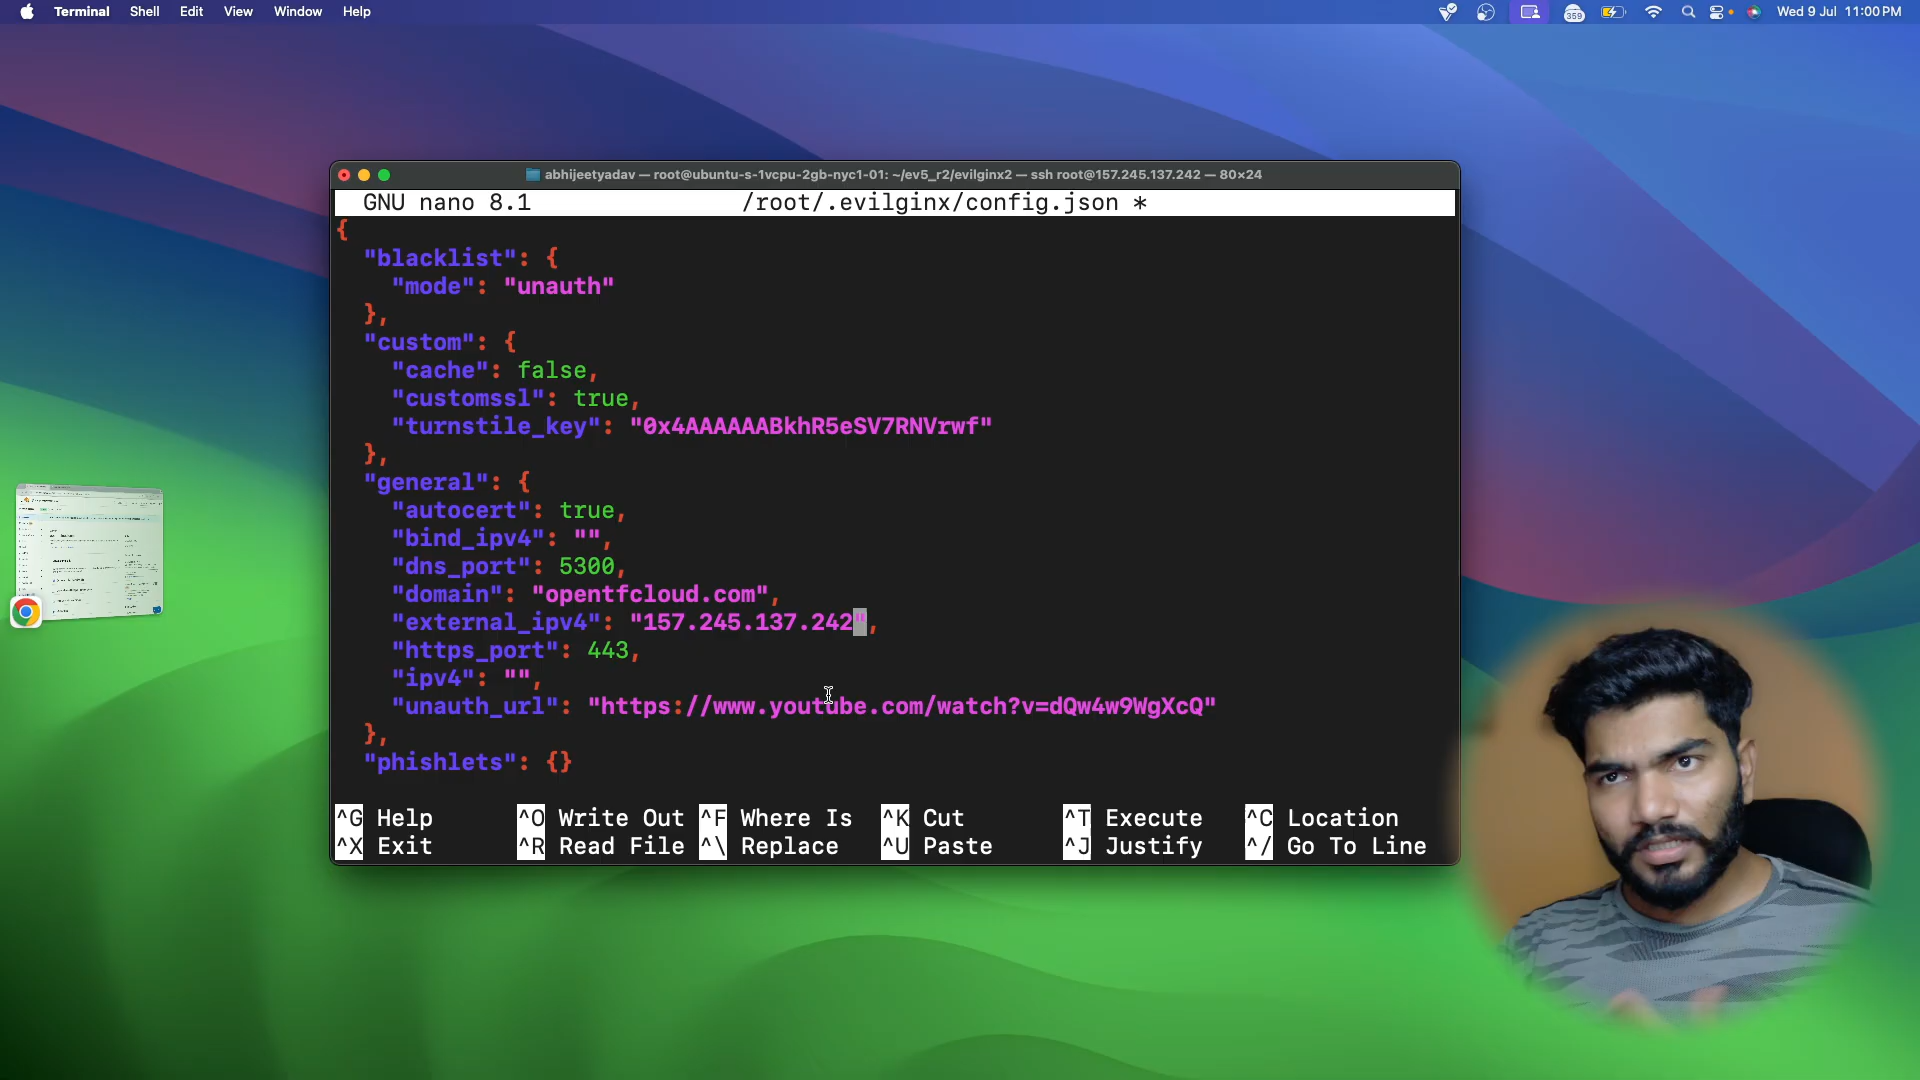 Terminal Shell Edit View Window Help
359
Wed 9 Jul 11:00 PM
abhijeetyadav — root@ubuntu-s-1vcpu-2gb-nyc1-01: ~/ev5_r2/evilginx2 — ssh root@157.245.137.242 — 80×24
GNU nano 8.1 /root/.evilginx/config.json *
{
"blacklist": {
"mode": "unauth"
},
"custom": {
"cache": false,
"customssl": true,
"turnstile_key": "0x4AAAAAABkhR5eSV7RNVrwf"
},
"general": {
"autocert": true,
"bind_ipv4": "",
"dns_port": 5300,
"domain": "opentfcloud.com",
"external_ipv4": "157.245.137.242",
"https_port": 443,
"ipv4": "",
"unauth_url": "https://www.youtube.com/watch?v=dQw4w9WgXcQ"
},
"phishlets": {}
^G Help ^O Write Out ^F Where Is ^K Cut ^T Execute ^C Location
^X Exit ^R Read File ^\ Replace ^U Paste ^J Justify ^/ Go To Line